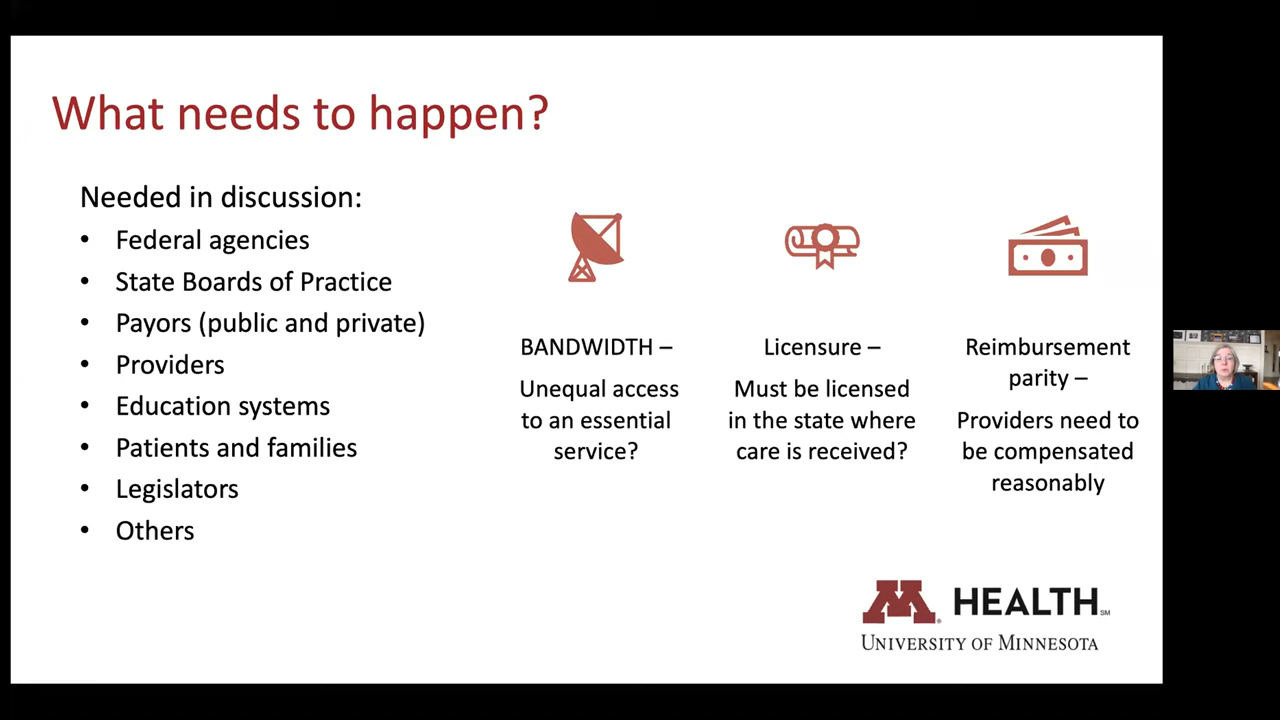 What needs to happen?
Needed in discussion:
• Federal agencies
• State Boards of Practice
• Payors (public and private)
• Providers
• Education systems
• Patients and families
• Legislators
• Others
BANDWIDTH –
Unequal access
to an essential
service?
Licensure –
Must be licensed
in the state where
care is received?
Reimbursement
parity –
Providers need to
be compensated
reasonably
M® HEALTH℠
UNIVERSITY OF MINNESOTA